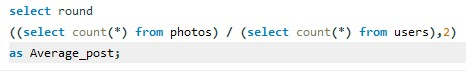 select round
((select count(*) from photos) / (select count(*) from users),2)
as Average_post;